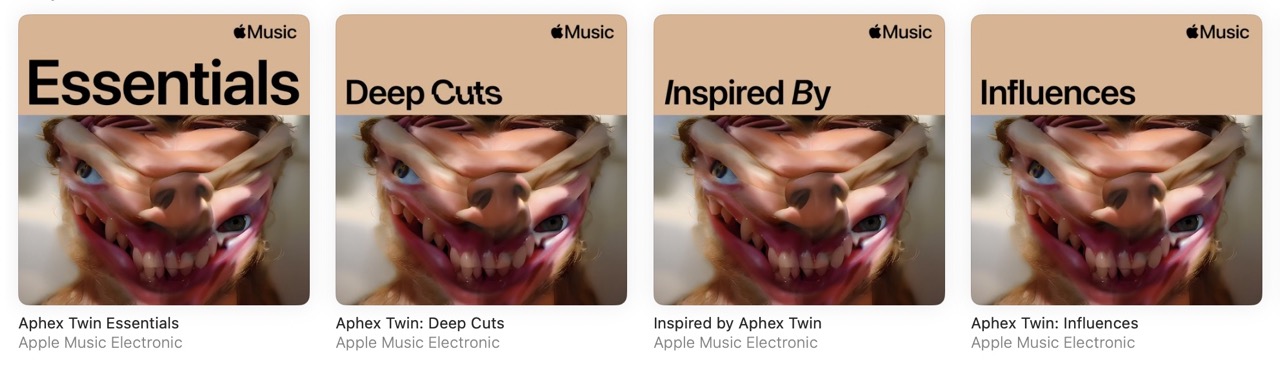 Music
Essentials
Aphex Twin Essentials
Apple Music Electronic
Music
Deep Cuts
Aphex Twin: Deep Cuts
Apple Music Electronic
Music
Inspired By
Inspired by Aphex Twin
Apple Music Electronic
Music
Influences
Aphex Twin: Influences
Apple Music Electronic